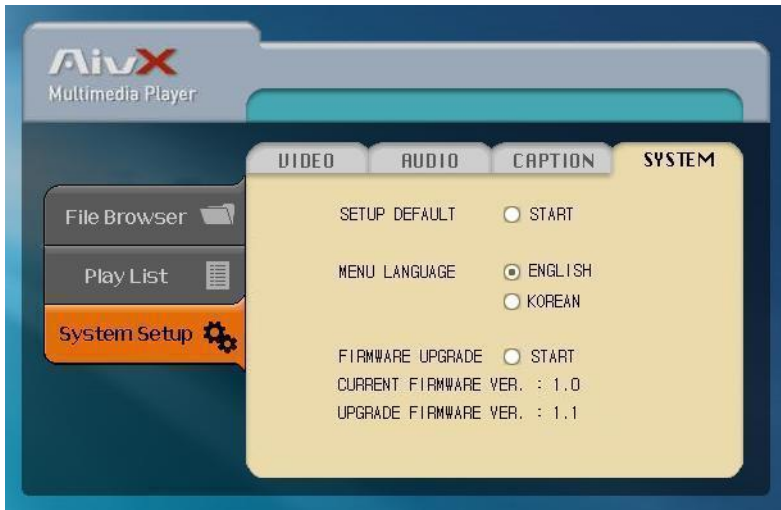 AivX
Multimedia Player
VIDEO AUDIO CAPTION SYSTEM
File Browser
Play List
System Setup
SETUP DEFAULT START
MENU LANGUAGE ENGLISH
KOREAN
FIRMWARE UPGRADE START
CURRENT FIRMWARE VER. : 1.0
UPGRADE FIRMWARE VER. : 1.1